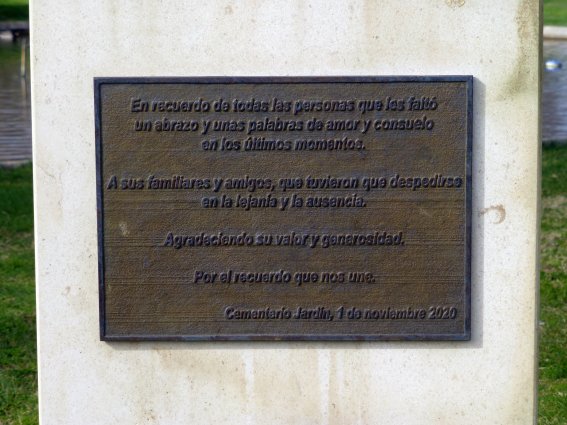 En recuerdo de todas las personas que les faltó
un abrazo y unas palabras de amor y consuelo
en los últimos momentos.
A sus familiares y amigos, que tuvieron que despedirse
en la lejanía y la ausencia.
Agradeciendo su valor y generosidad.
Por el recuerdo que nos une.
Cementerio Jardín, 1 de noviembre 2020